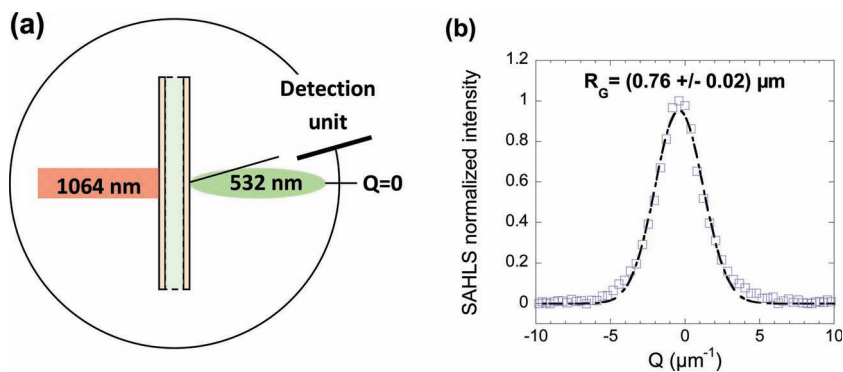 (a)
Detection
unit
1064 nm
532 nm
Q=0
(b)
R_G = (0.76 +/- 0.02) µm
SAHLS normalized intensity
1.2
1
0.8
0.6
0.4
0.2
0
-10
-5
0
5
10
Q (µm⁻¹)